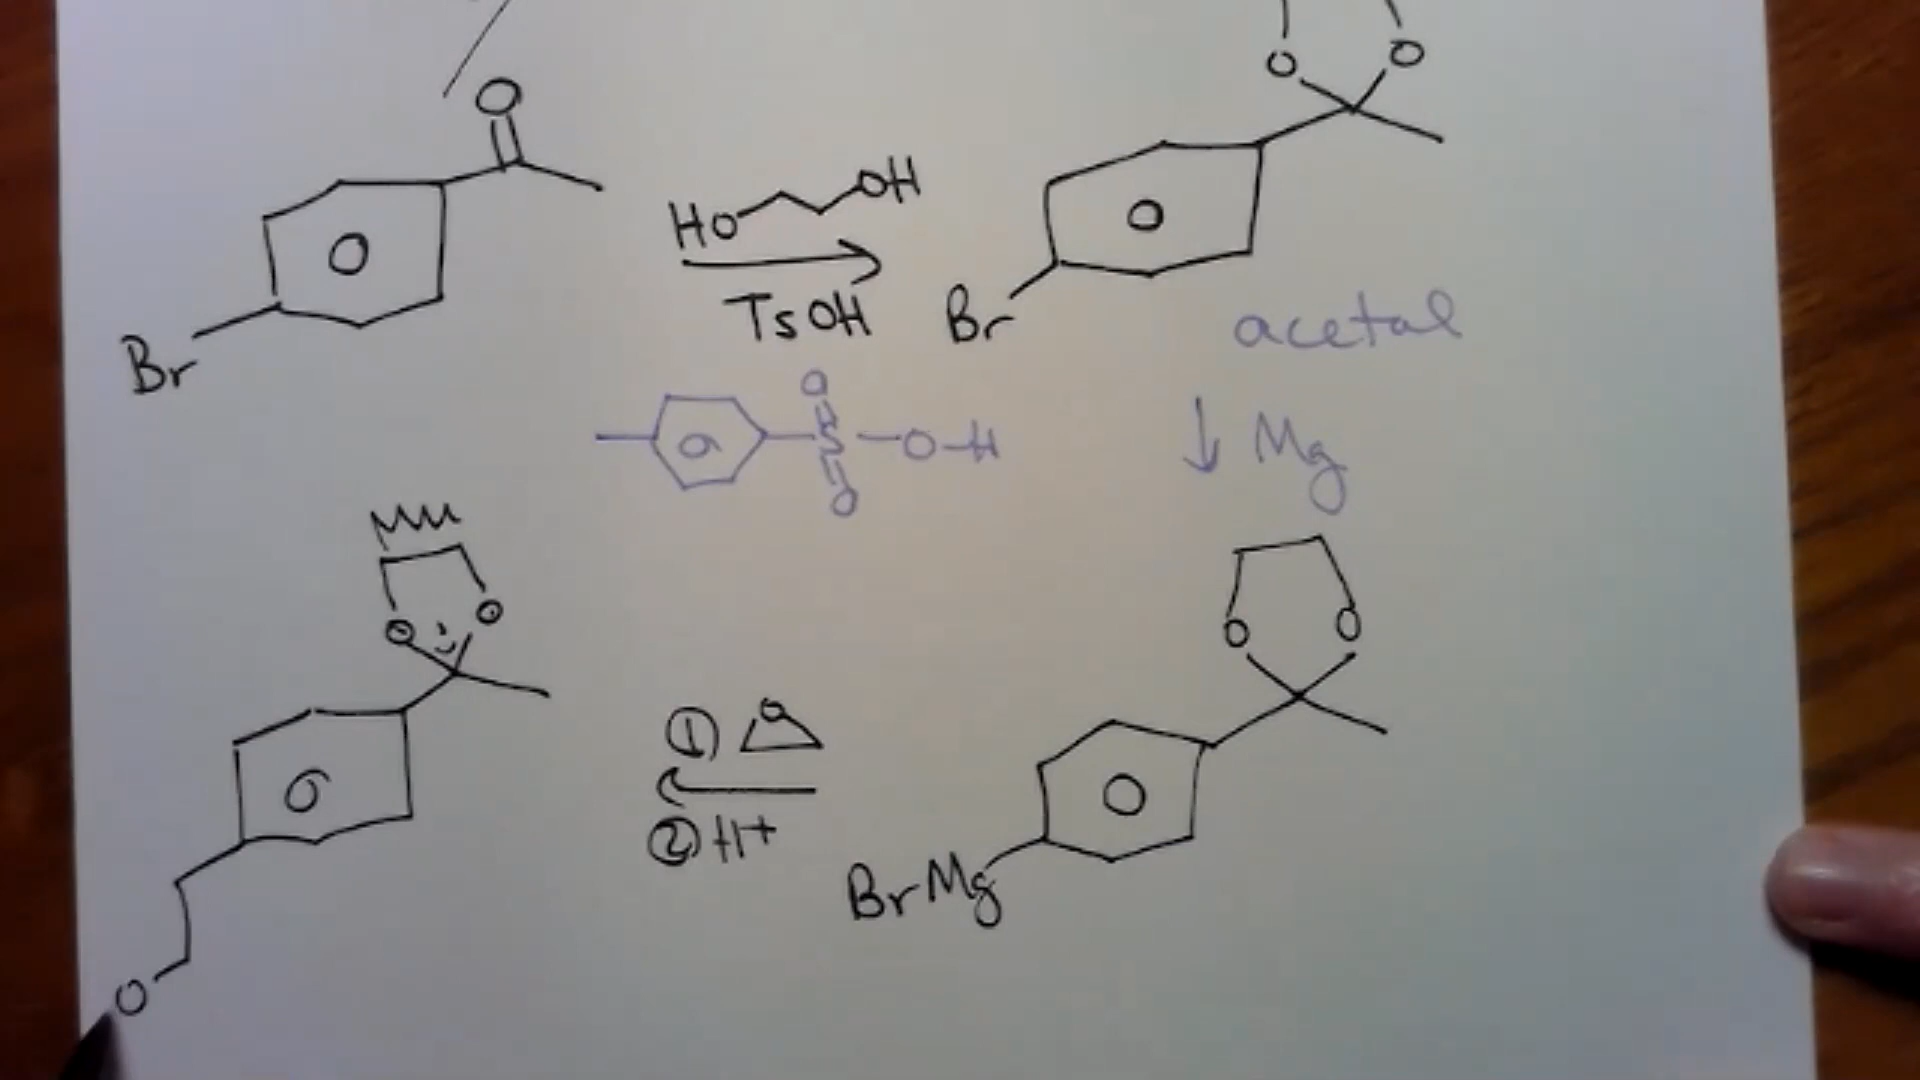 O
O O
O
HO OH
TsOH
O
Br
O
Br
acetal
O
S-O-H
O
Mg
O O
O O
① O
② H+
BrMg
O